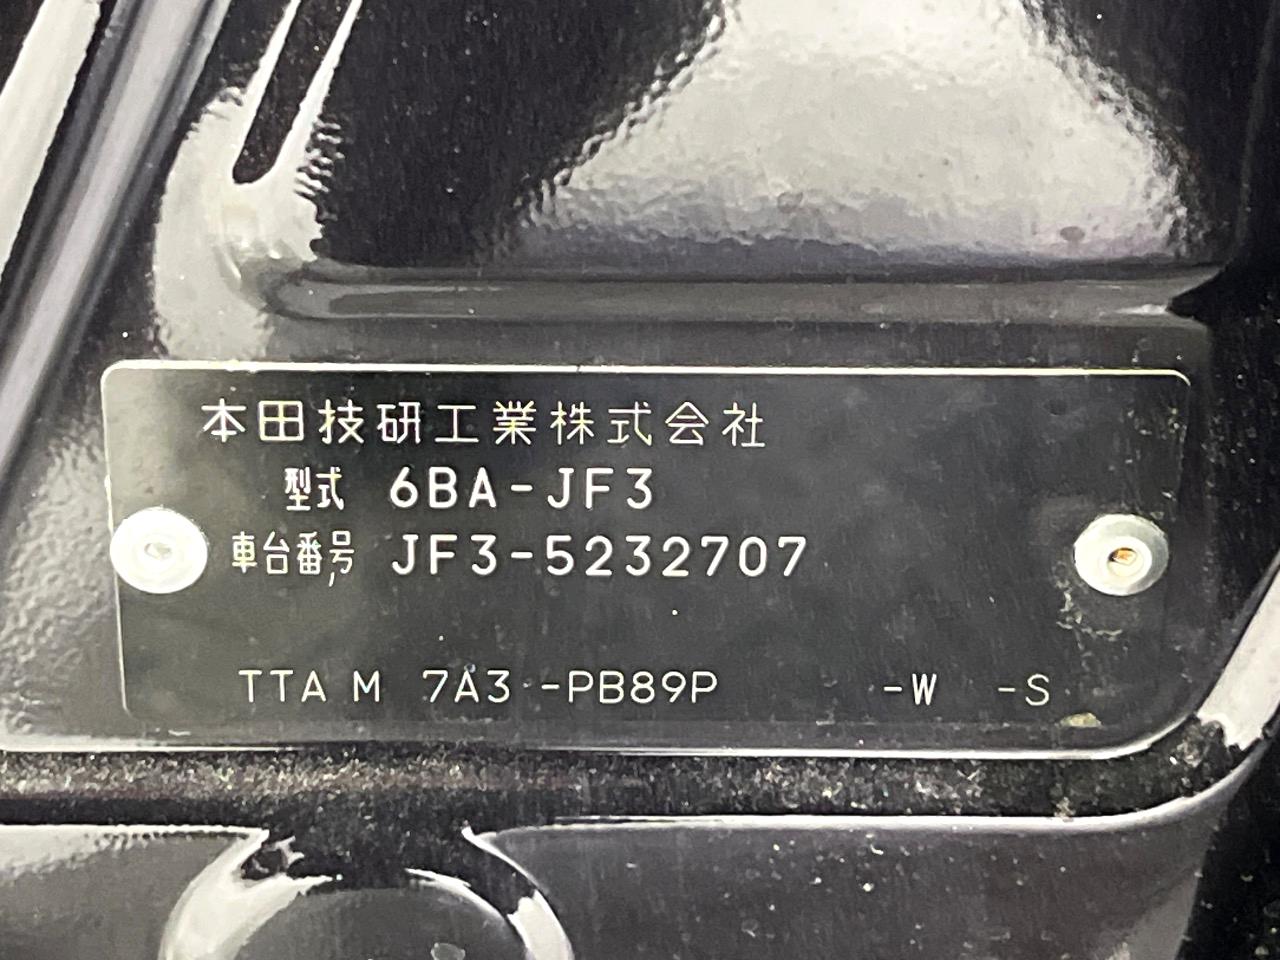 本田技研工業株式会社
型式 6BA-JF3
車台番号 JF3-5232707
TTA M 7A3 -PB89P -W -S